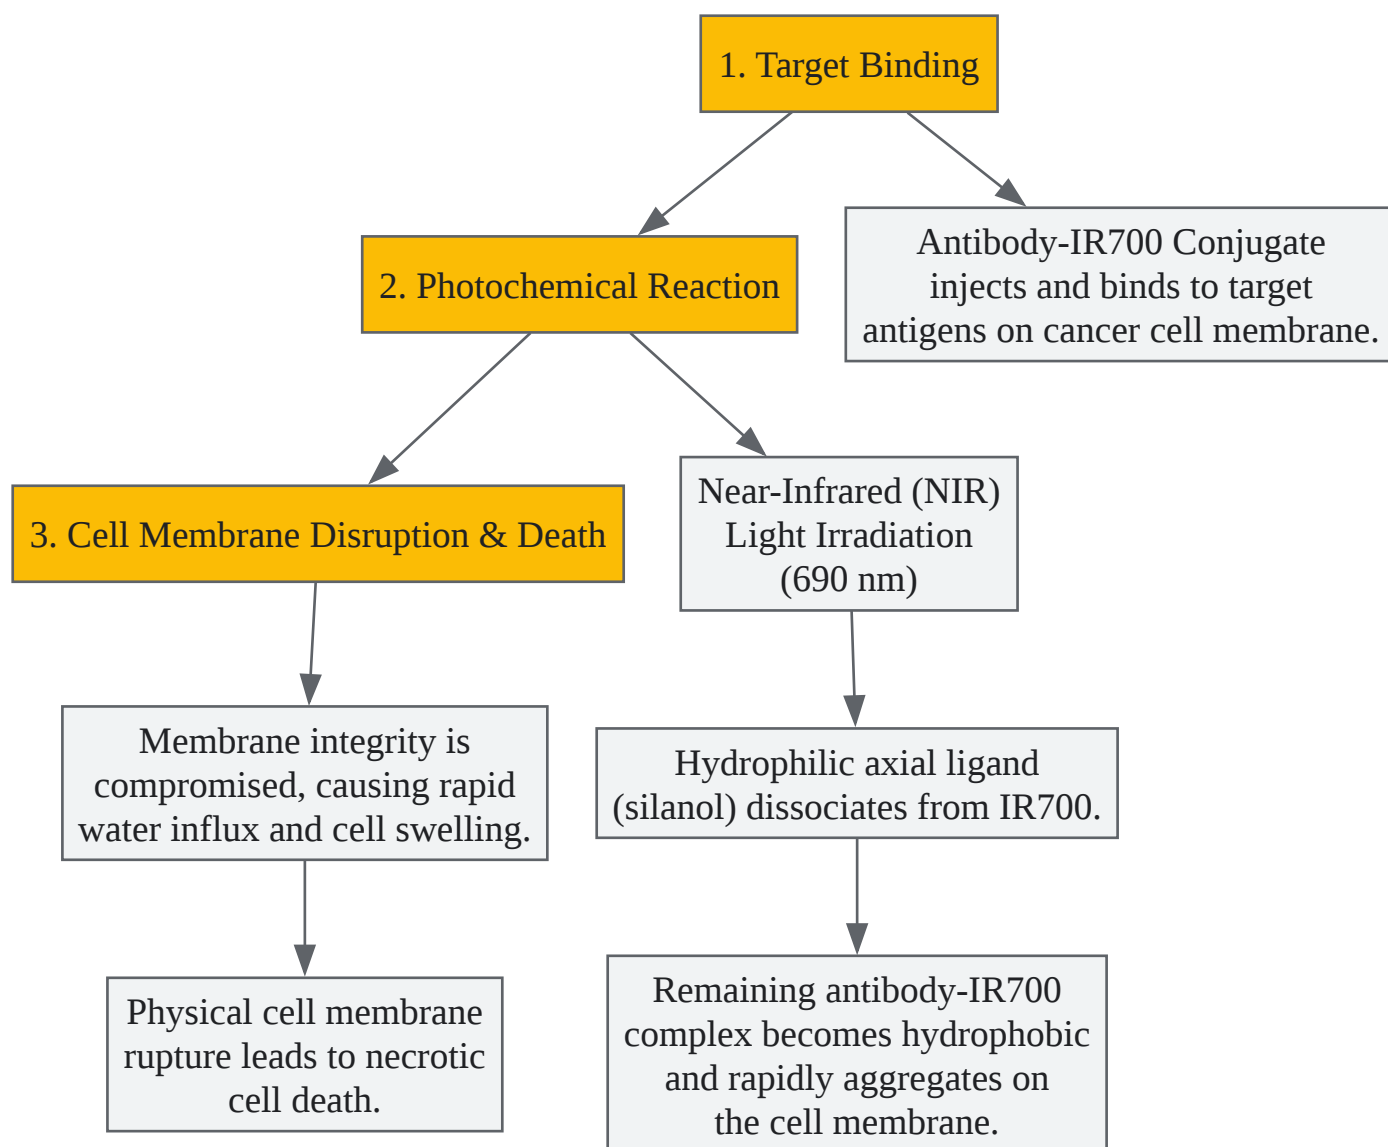 1. Target Binding
Antibody-IR700 Conjugate
injects and binds to target
antigens on cancer cell membrane.
2. Photochemical Reaction
Near-Infrared (NIR)
Light Irradiation
(690 nm)
3. Cell Membrane Disruption & Death
Membrane integrity is
compromised, causing rapid
water influx and cell swelling.
Hydrophilic axial ligand
(silanol) dissociates from IR700.
Physical cell membrane
rupture leads to necrotic
cell death.
Remaining antibody-IR700
complex becomes hydrophobic
and rapidly aggregates on
the cell membrane.